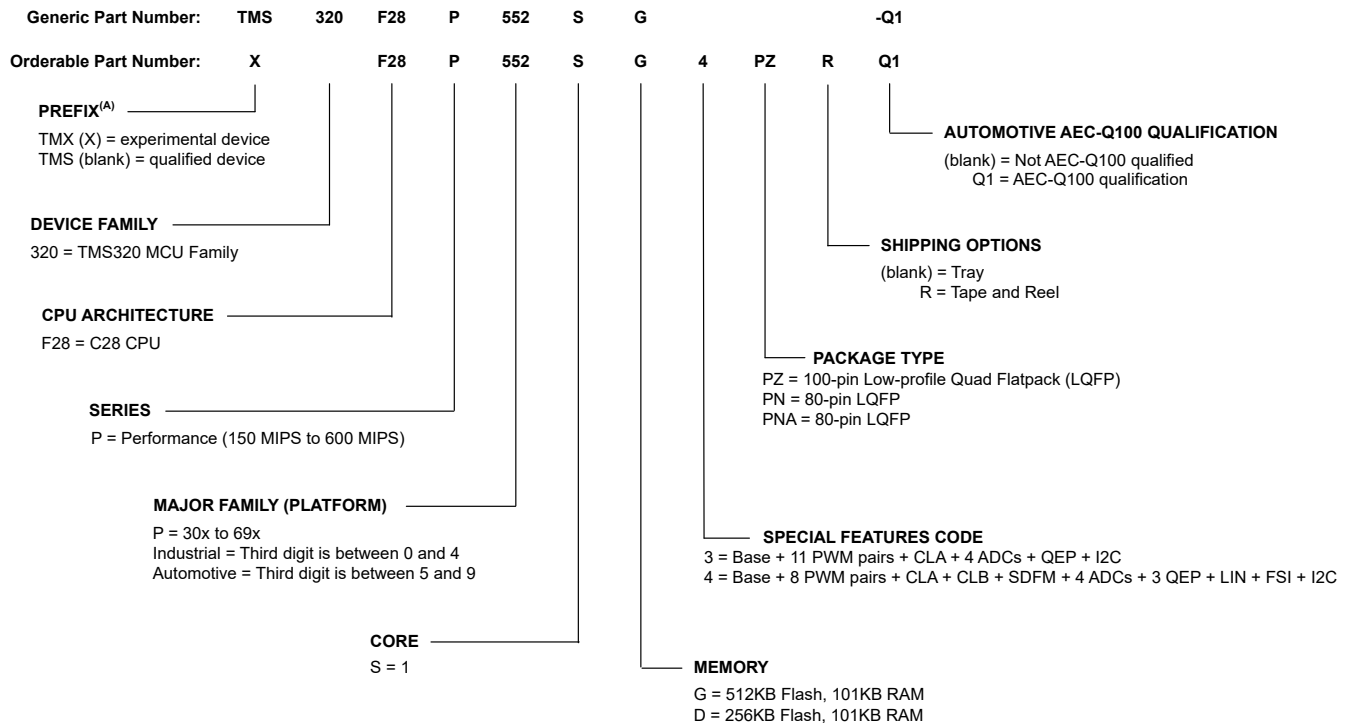 Generic Part Number: TMS 320 F28 P 552 S G -Q1
Orderable Part Number: X F28 P 552 S G 4 PZ R Q1
PREFIX(A)
TMX (X) = experimental device
TMS (blank) = qualified device
AUTOMOTIVE AEC-Q100 QUALIFICATION
(blank) = Not AEC-Q100 qualified
Q1 = AEC-Q100 qualification
DEVICE FAMILY
320 = TMS320 MCU Family
SHIPPING OPTIONS
(blank) = Tray
R = Tape and Reel
CPU ARCHITECTURE
F28 = C28 CPU
PACKAGE TYPE
PZ = 100-pin Low-profile Quad Flatpack (LQFP)
PN = 80-pin LQFP
PNA = 80-pin LQFP
SERIES
P = Performance (150 MIPS to 600 MIPS)
MAJOR FAMILY (PLATFORM)
P = 30x to 69x
Industrial = Third digit is between 0 and 4
Automotive = Third digit is between 5 and 9
SPECIAL FEATURES CODE
3 = Base + 11 PWM pairs + CLA + 4 ADCs + QEP + I2C
4 = Base + 8 PWM pairs + CLA + CLB + SDFM + 4 ADCs + 3 QEP + LIN + FSI + I2C
CORE
S = 1
MEMORY
G = 512KB Flash, 101KB RAM
D = 256KB Flash, 101KB RAM